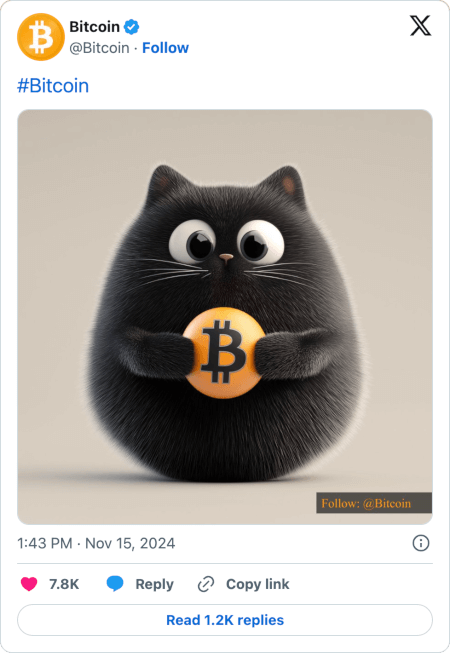 Bitcoin
@Bitcoin · Follow
#Bitcoin
Follow: @Bitcoin
1:43 PM · Nov 15, 2024
7.8K Reply Copy link
Read 1.2K replies